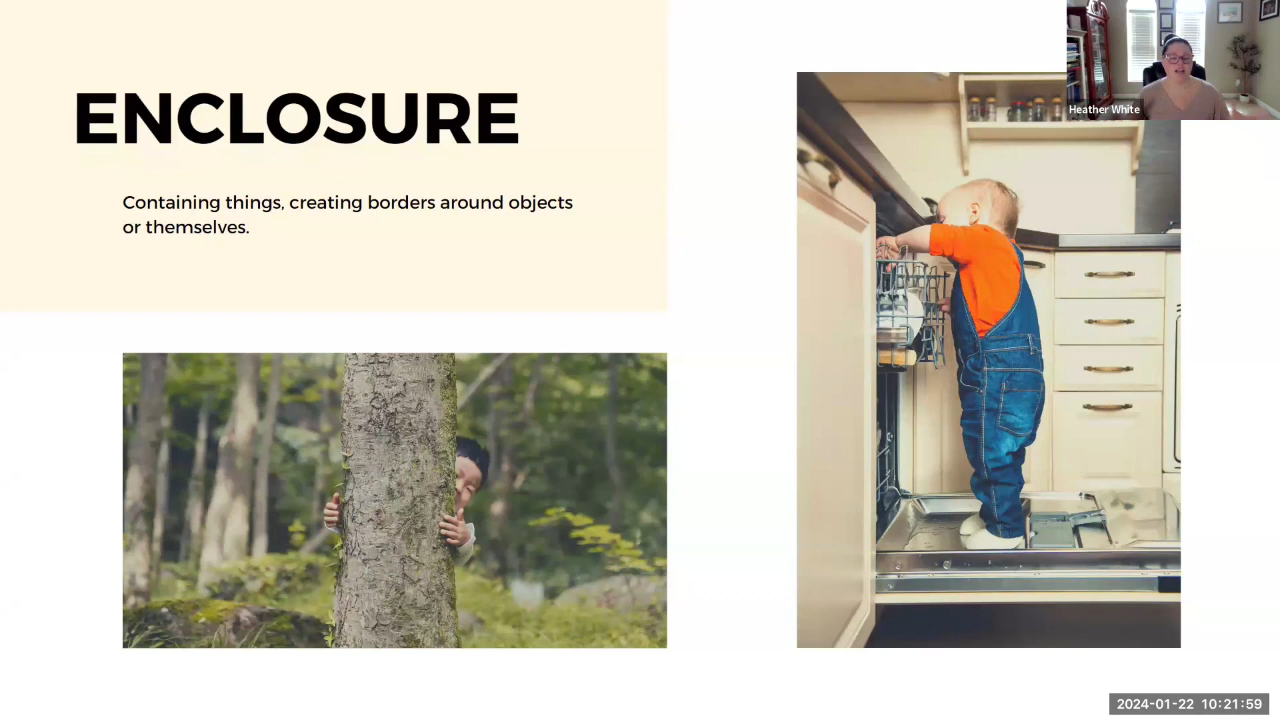 ENCLOSURE
Containing things, creating borders around objects
or themselves.
Heather White
2024-01-22 10:21:59